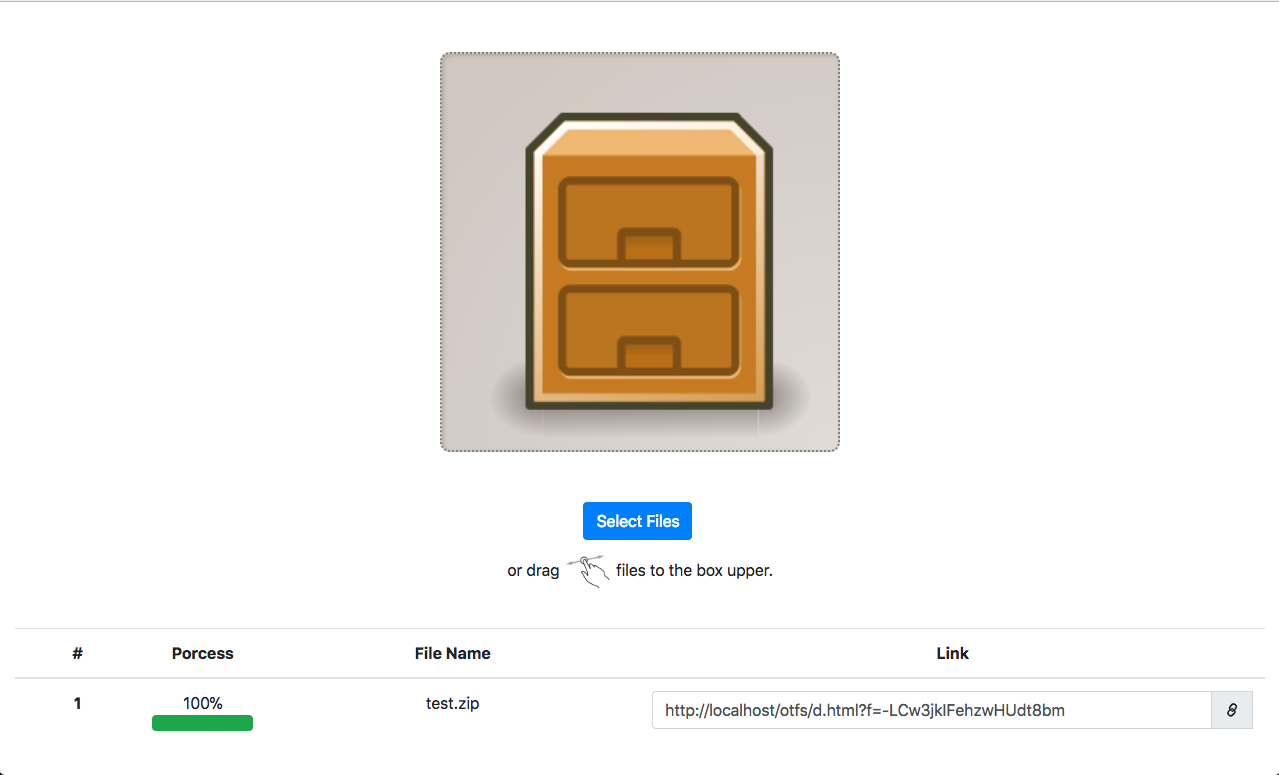 Select Files
or drag files to the box upper.
# Porcess File Name Link
1 100% test.zip http://localhost/otfs/d.html?f=-LCw3jklFehzwHUdt8bm